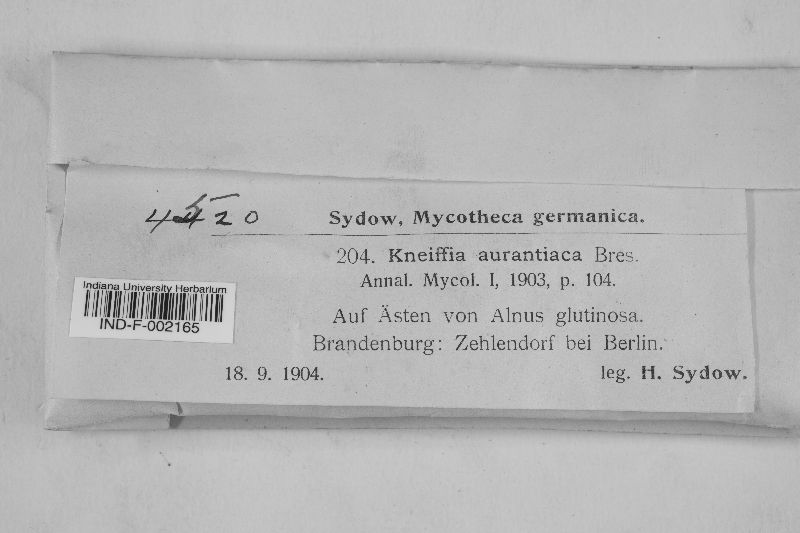 4520
Sydow, Mycotheca germanica.
204. Kneiffia aurantiaca Bres.
Annal. Mycol. I, 1903, p. 104.
Indiana University Herbarium
IND-F-002165
Auf Ästen von Alnus glutinosa.
Brandenburg: Zehlendorf bei Berlin.
18. 9. 1904.
leg. H. Sydow.